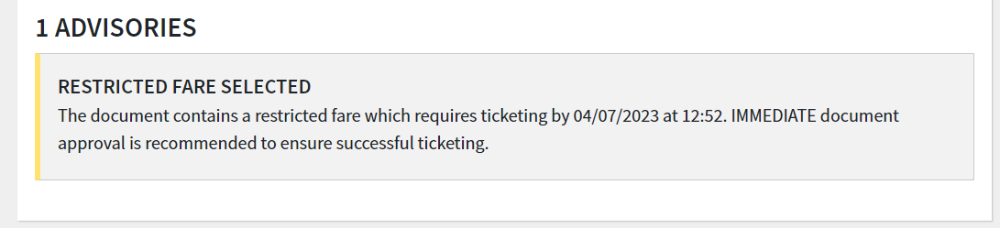 1 ADVISORIES
RESTRICTED FARE SELECTED
The document contains a restricted fare which requires ticketing by 04/07/2023 at 12:52. IMMEDIATE document
approval is recommended to ensure successful ticketing.